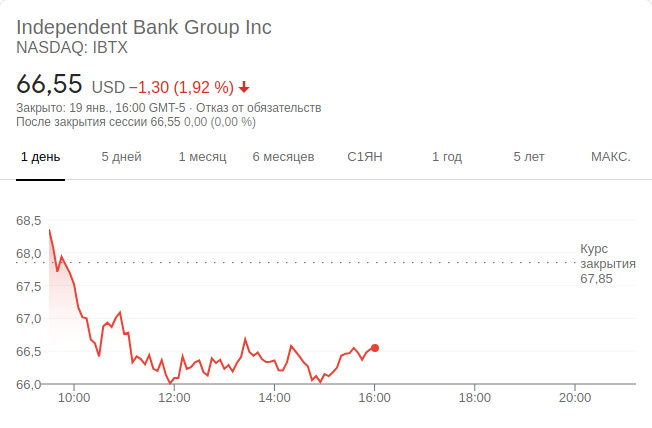 Independent Bank Group Inc
NASDAQ: IBTX
66,55 USD −1,30 (1,92 %)
Закрыто: 19 янв., 16:00 GMT-5 · Отказ от обязательств
После закрытия сессии 66,55 0,00 (0,00 %)
1 день 5 дней 1 месяц 6 месяцев С1ЯН 1 год 5 лет МАКС.
68,5
68,0
67,5
67,0
66,5
66,0
Курс
закрытия
67,85
10:00 12:00 14:00 16:00 18:00 20:00